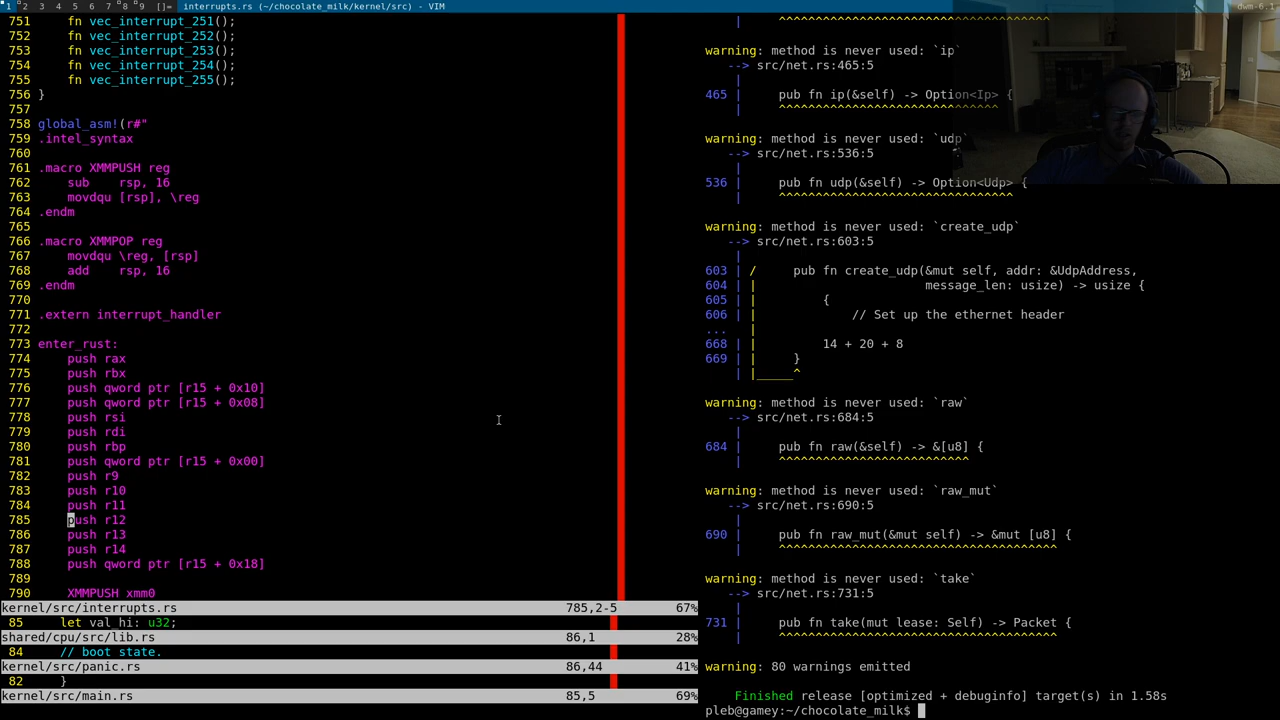 1 2 3 4 5 6 7 8 9 []= interrupts.rs (~/chocolate_milk/kernel/src) - VIM dwm-6.1
751 fn vec_interrupt_251();
752 fn vec_interrupt_252();
753 fn vec_interrupt_253();
754 fn vec_interrupt_254();
755 fn vec_interrupt_255();
756 }
757
758 global_asm!(r#"
759 .intel_syntax
760
761 .macro XMMPUSH reg
762 sub rsp, 16
763 movdqu [rsp], \reg
764 .endm
765
766 .macro XMMPOP reg
767 movdqu \reg, [rsp]
768 add rsp, 16
769 .endm
770
771 .extern interrupt_handler
772
773 enter_rust:
774 push rax
775 push rbx
776 push qword ptr [r15 + 0x10]
777 push qword ptr [r15 + 0x08]
778 push rsi
779 push rdi
780 push rbp
781 push qword ptr [r15 + 0x00]
782 push r9
783 push r10
784 push r11
785 push r12
786 push r13
787 push r14
788 push qword ptr [r15 + 0x18]
789
790 XMMPUSH xmm0
kernel/src/interrupts.rs 785,2-5 67%
85 let val_hi: u32;
shared/cpu/src/lib.rs 86,1 28%
84 // boot state.
kernel/src/panic.rs 86,44 41%
82 }
kernel/src/main.rs 85,5 69%
^^^^^^^^^^^^^^^^^^^^^^^^^^^^^^^^^^^^^
warning: method is never used: `ip`
--> src/net.rs:465:5
|
465 | pub fn ip(&self) -> Option<Ip> {
| ^^^^^^^^^^^^^^^^^^^^^^^^^^^^^^
warning: method is never used: `udp`
--> src/net.rs:536:5
|
536 | pub fn udp(&self) -> Option<Udp> {
| ^^^^^^^^^^^^^^^^^^^^^^^^^^^^^^^^
warning: method is never used: `create_udp`
--> src/net.rs:603:5
|
603 | / pub fn create_udp(&mut self, addr: &UdpAddress,
604 | | message_len: usize) -> usize {
605 | | {
606 | | // Set up the ethernet header
... |
668 | | 14 + 20 + 8
669 | | }
| |_____^
warning: method is never used: `raw`
--> src/net.rs:684:5
|
684 | pub fn raw(&self) -> &[u8] {
| ^^^^^^^^^^^^^^^^^^^^^^^^^^
warning: method is never used: `raw_mut`
--> src/net.rs:690:5
|
690 | pub fn raw_mut(&mut self) -> &mut [u8] {
| ^^^^^^^^^^^^^^^^^^^^^^^^^^^^^^^^^^^^^^
warning: method is never used: `take`
--> src/net.rs:731:5
|
731 | pub fn take(mut lease: Self) -> Packet {
| ^^^^^^^^^^^^^^^^^^^^^^^^^^^^^^^^^^^^^^
warning: 80 warnings emitted
Finished release [optimized + debuginfo] target(s) in 1.58s
pleb@gamey:~/chocolate_milk$